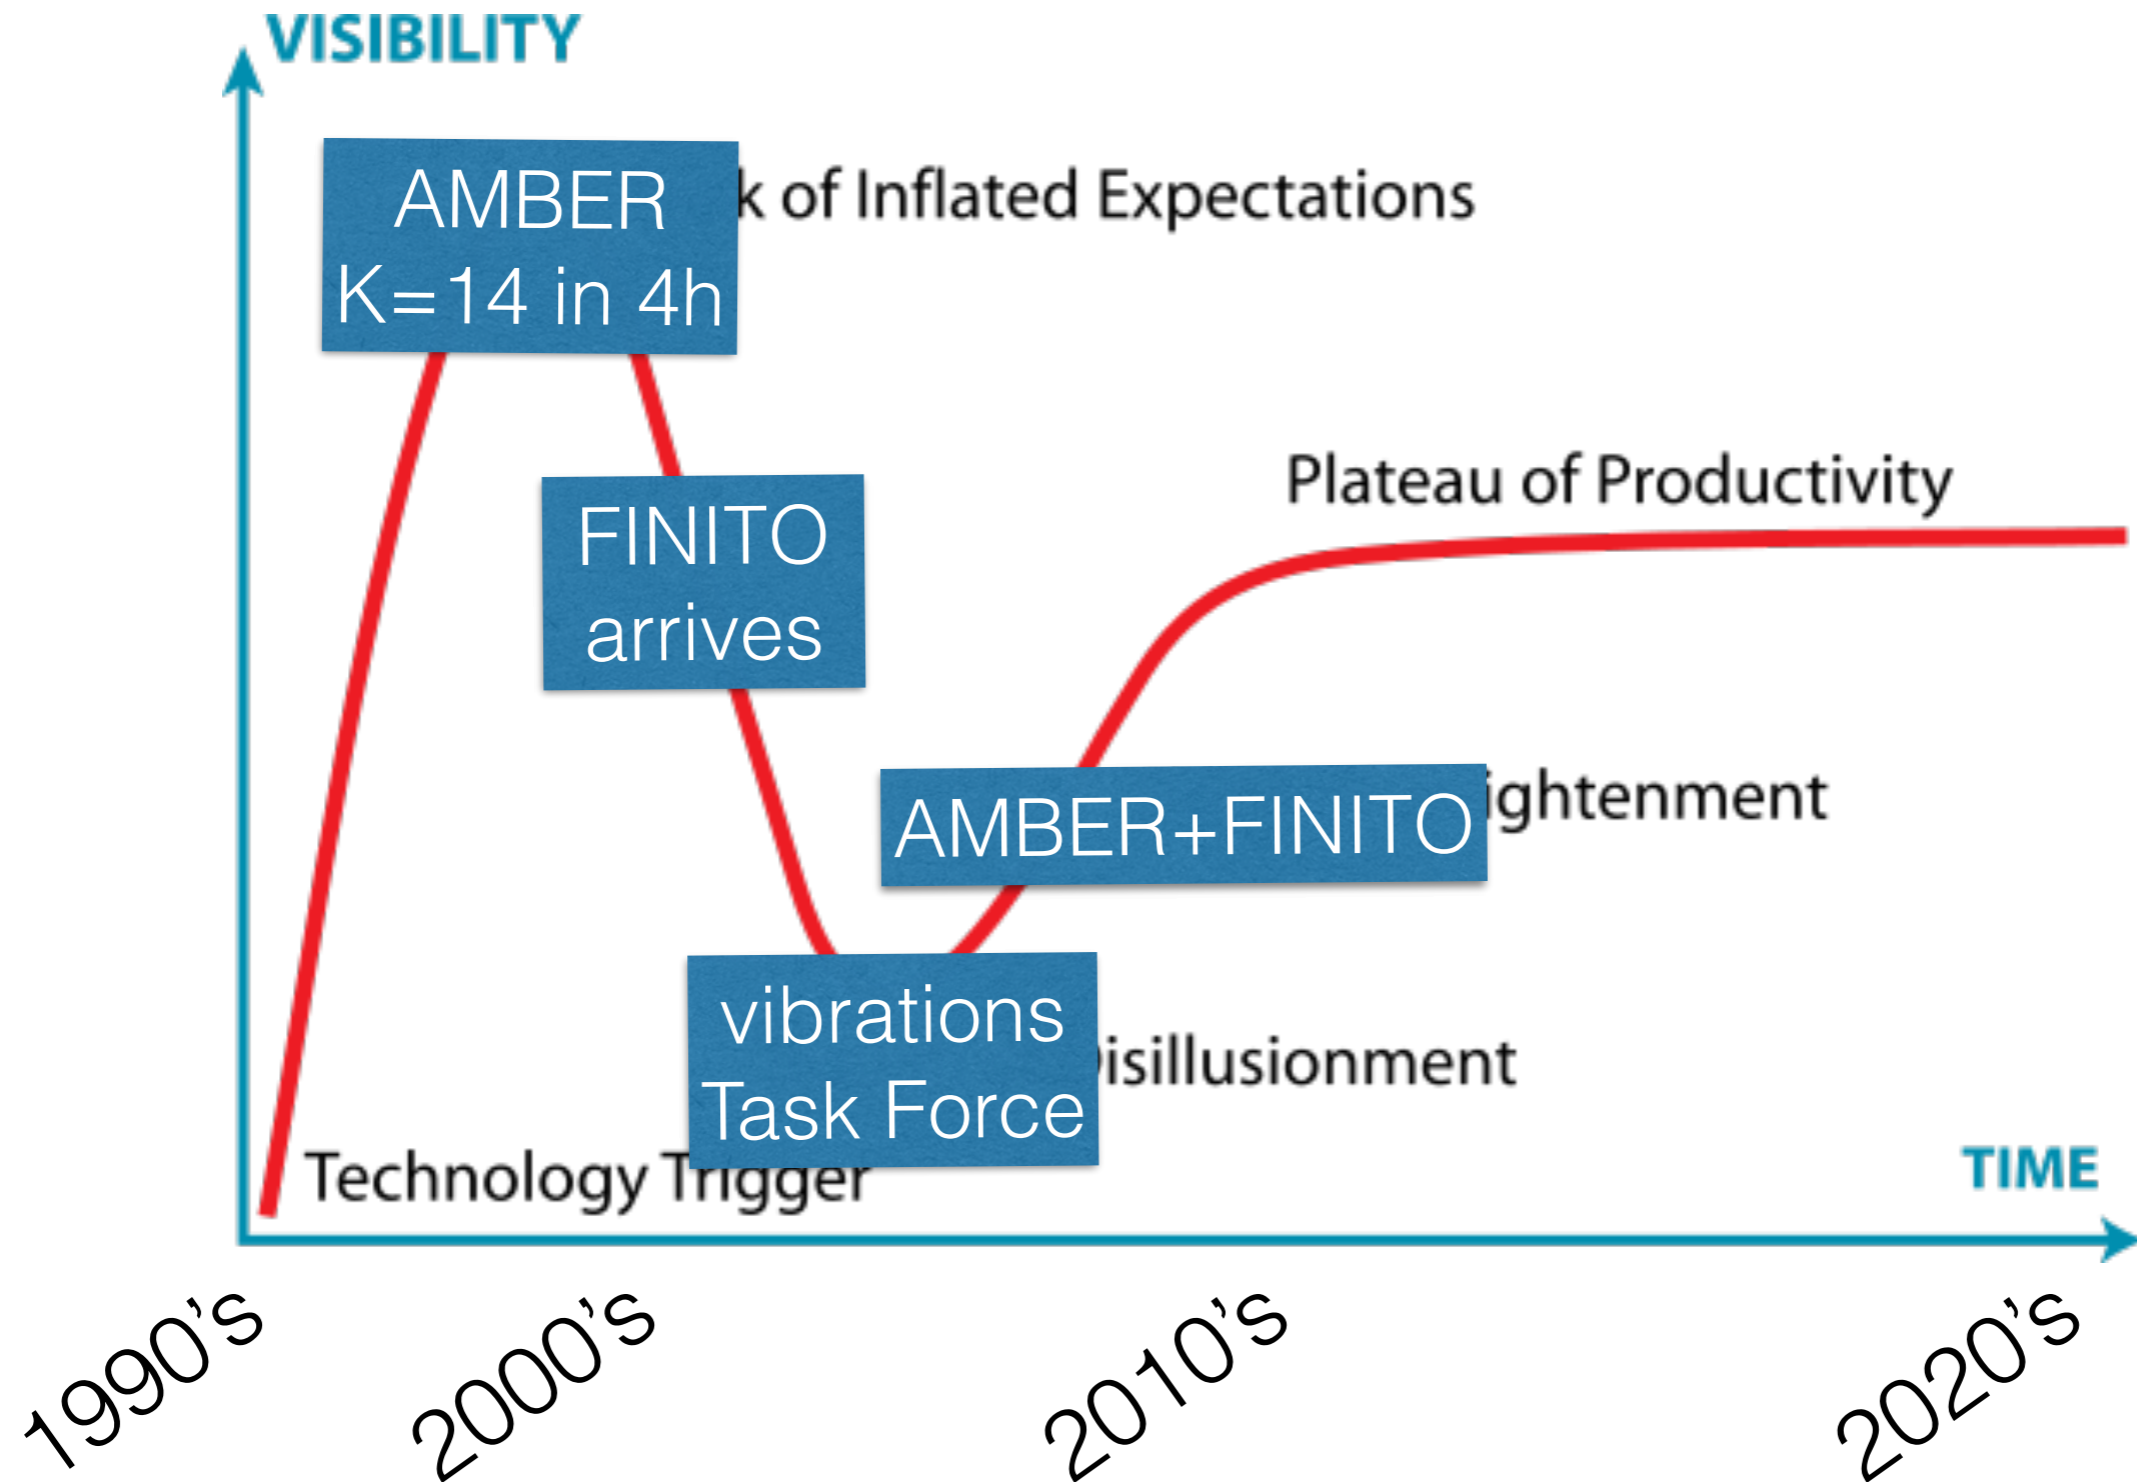 VISIBILITY
AMBER
K=14 in 4h
k of Inflated Expectations
FINITO
arrives
Plateau of Productivity
AMBER+FINITO
ightenment
vibrations
Task Force
isillusionment
Technology Trigger
TIME
1990's
2000's
2010's
2020's